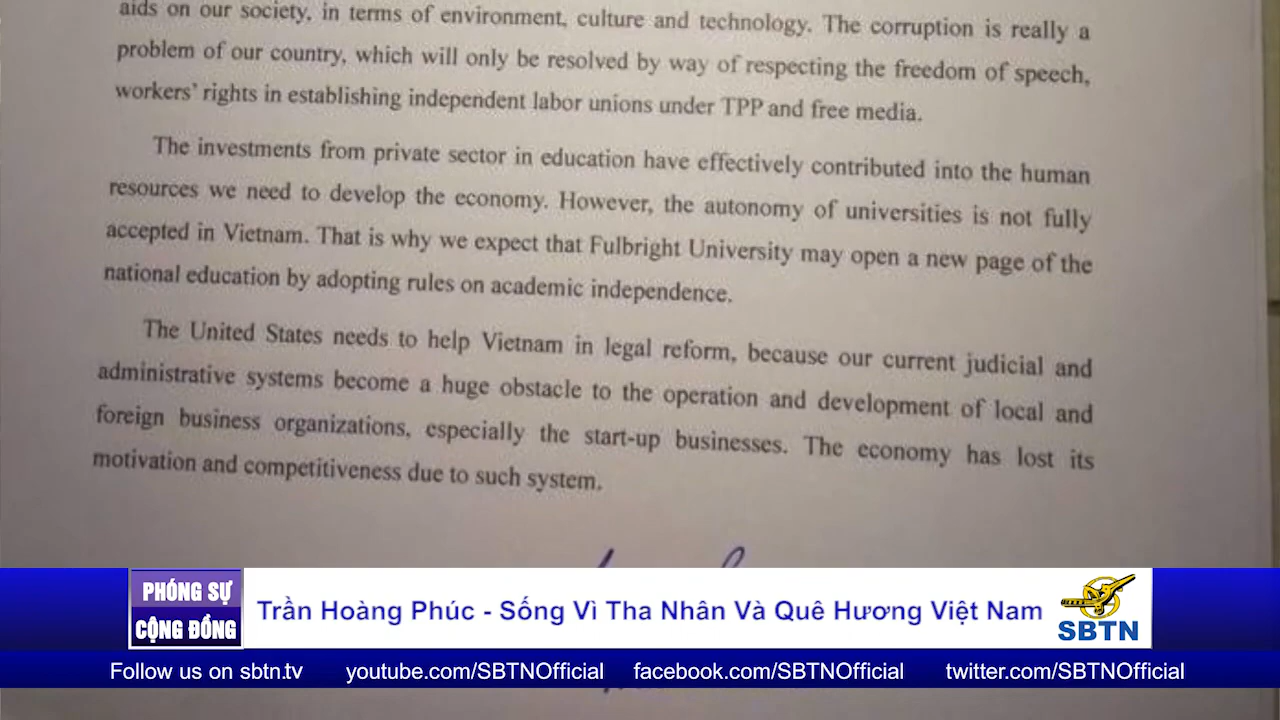 aids on our society, in terms of environment, culture and technology. The corruption is really a
problem of our country, which will only be resolved by way of respecting the freedom of speech,
workers' rights in establishing independent labor unions under TPP and free media.
The investments from private sector in education have effectively contributed into the human
resources we need to develop the economy. However, the autonomy of universities is not fully
accepted in Vietnam. That is why we expect that Fulbright University may open a new page of the
national education by adopting rules on academic independence.
The United States needs to help Vietnam in legal reform, because our current judicial and
administrative systems become a huge obstacle to the operation and development of local and
foreign business organizations, especially the start-up businesses. The economy has lost its
motivation and competitiveness due to such system.
PHÓNG SỰ
CỘNG ĐỒNG
Trần Hoàng Phúc - Sống Vì Tha Nhân Và Quê Hương Việt Nam
SBTN
Follow us on sbtn.tv youtube.com/SBTNOfficial facebook.com/SBTNOfficial twitter.com/SBTNOfficial